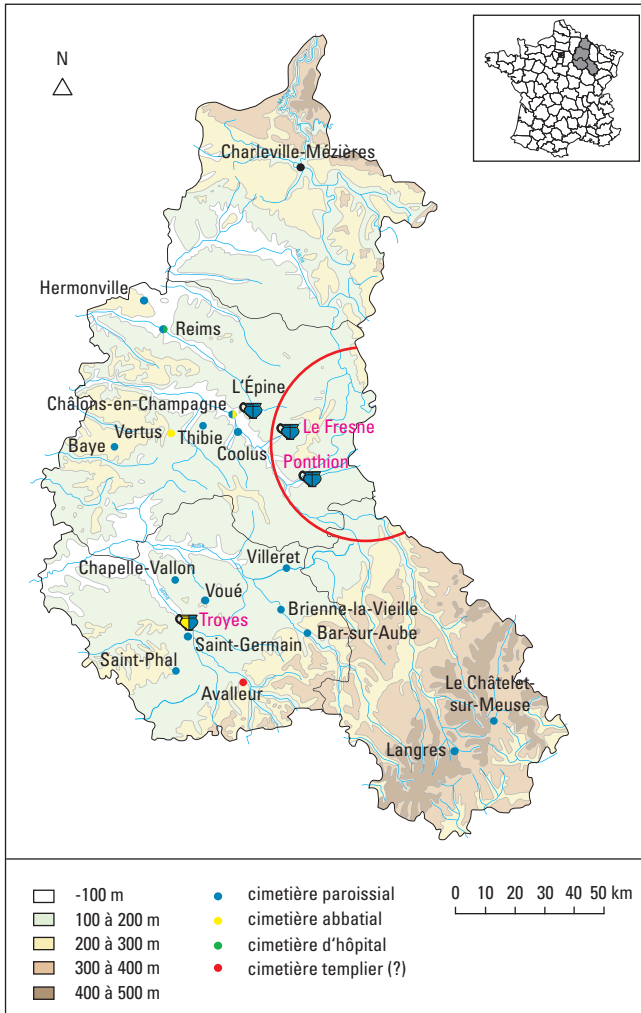 N
Charleville-Mézières
Hermonville
Reims
L'Épine
Châlons-en-Champagne
Le Fresne
Vertus
Thibie
Baye
Coolus
Ponthion
Aisne
Aube
Villeret
Chapelle-Vallon
Voué
Brienne-la-Vieille
Troyes
Bar-sur-Aube
Saint-Germain
Saint-Phal
Avalleur
Le Châtelet-
sur-Meuse
Langres
-100 m
100 à 200 m
200 à 300 m
300 à 400 m
400 à 500 m
cimetière paroissial
cimetière abbatial
cimetière d'hôpital
cimetière templier (?)
0 10 20 30 40 50 km